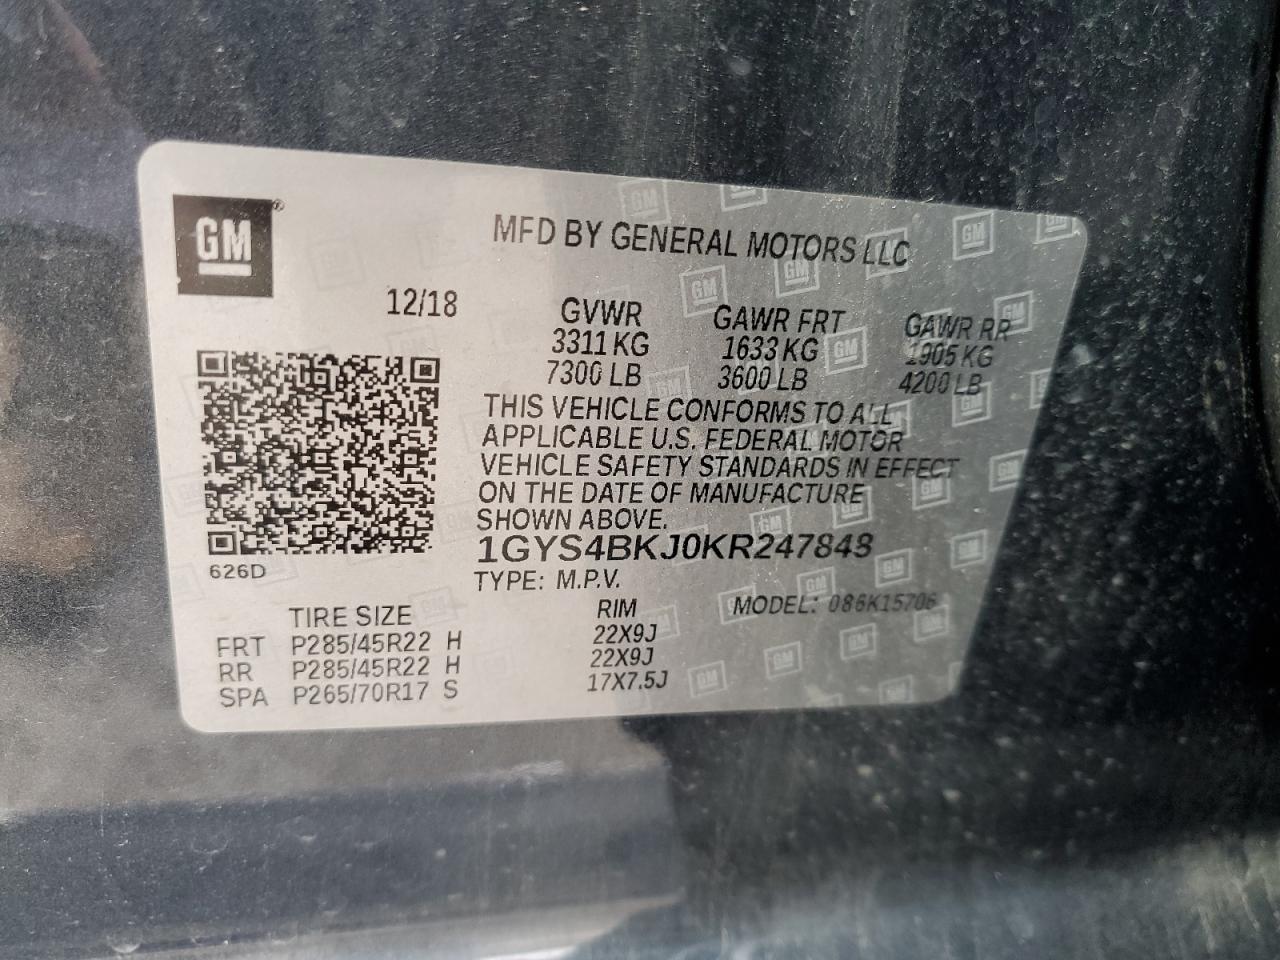 GM®
MFD BY GENERAL MOTORS LLC
12/18 GVWR GAWR FRT GAWR RR
3311 KG 1633 KG 1905 KG
7300 LB 3600 LB 4200 LB
THIS VEHICLE CONFORMS TO ALL
APPLICABLE U.S. FEDERAL MOTOR
VEHICLE SAFETY STANDARDS IN EFFECT
ON THE DATE OF MANUFACTURE
SHOWN ABOVE.
1GYS4BKJ0KR247848
626D
TYPE: M.P.V. MODEL: 086K15706
TIRE SIZE RIM
FRT P285/45R22 H 22X9J
RR P285/45R22 H 22X9J
SPA P265/70R17 S 17X7.5J